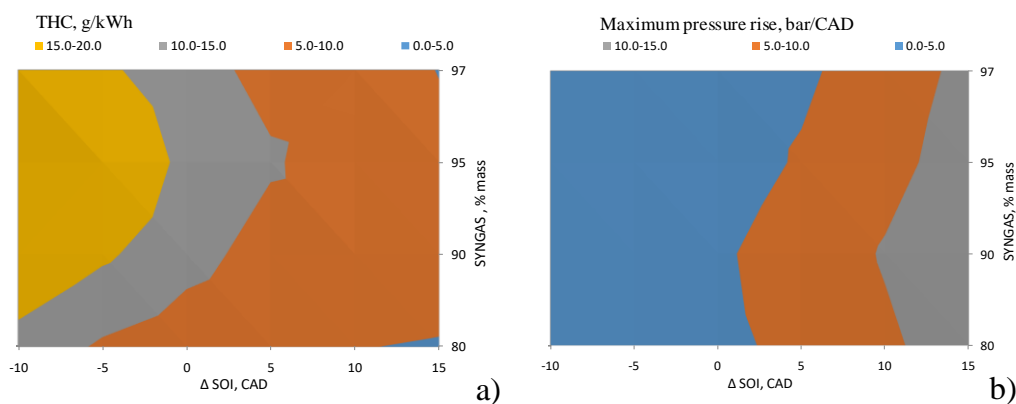 THC, g/kWh
15.0-20.0 10.0-15.0 5.0-10.0 0.0-5.0
97
95
90
80
SYNGAS , % mass
-10 -5 0 5 10 15
Δ SOI, CAD
a)
Maximum pressure rise, bar/CAD
10.0-15.0 5.0-10.0 0.0-5.0
97
95
90
80
SYNGAS, % mass
-10 -5 0 5 10 15
Δ SOI, CAD
b)